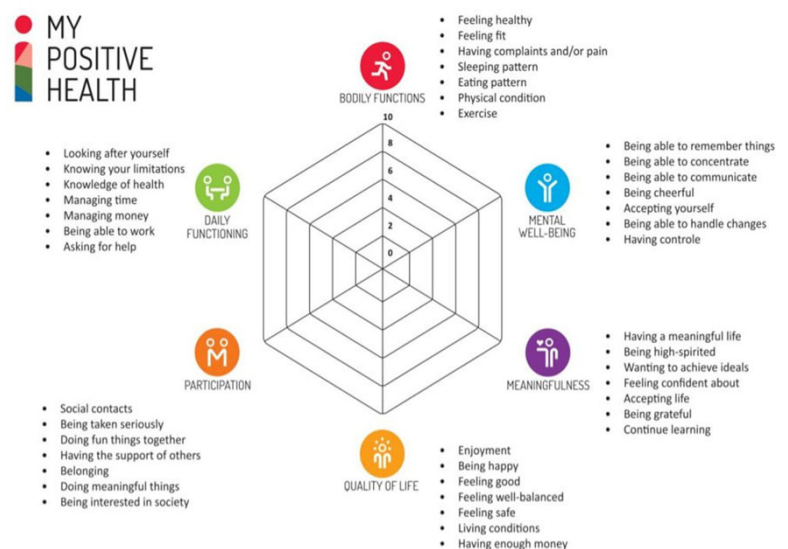 MY
POSITIVE
HEALTH
BODILY FUNCTIONS
• Feeling healthy
• Feeling fit
• Having complaints and/or pain
• Sleeping pattern
• Eating pattern
• Physical condition
• Exercise
10
8
6
4
2
0
MENTAL
WELL-BEING
• Being able to remember things
• Being able to concentrate
• Being able to communicate
• Being cheerful
• Accepting yourself
• Being able to handle changes
• Having controle
MEANINGFULNESS
• Having a meaningful life
• Being high-spirited
• Wanting to achieve ideals
• Feeling confident about
• Accepting life
• Being grateful
• Continue learning
QUALITY OF LIFE
• Enjoyment
• Being happy
• Feeling good
• Feeling well-balanced
• Feeling safe
• Living conditions
• Having enough money
PARTICIPATION
• Social contacts
• Being taken seriously
• Doing fun things together
• Having the support of others
• Belonging
• Doing meaningful things
• Being interested in society
DAILY
FUNCTIONING
• Looking after yourself
• Knowing your limitations
• Knowledge of health
• Managing time
• Managing money
• Being able to work
• Asking for help